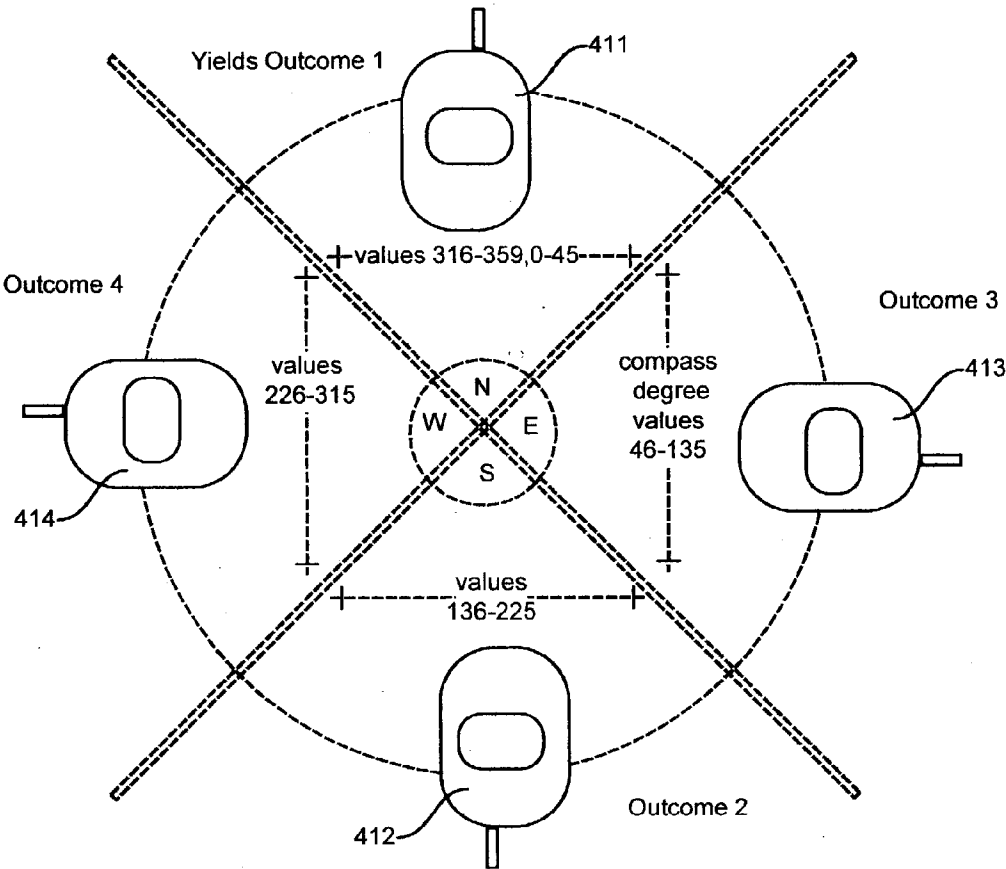 Yields Outcome 1
411
values 316-359,0-45
Outcome 4
Outcome 3
values
226-315
compass
degree
values
46-135
413
N
W
E
S
414
values
136-225
412
Outcome 2